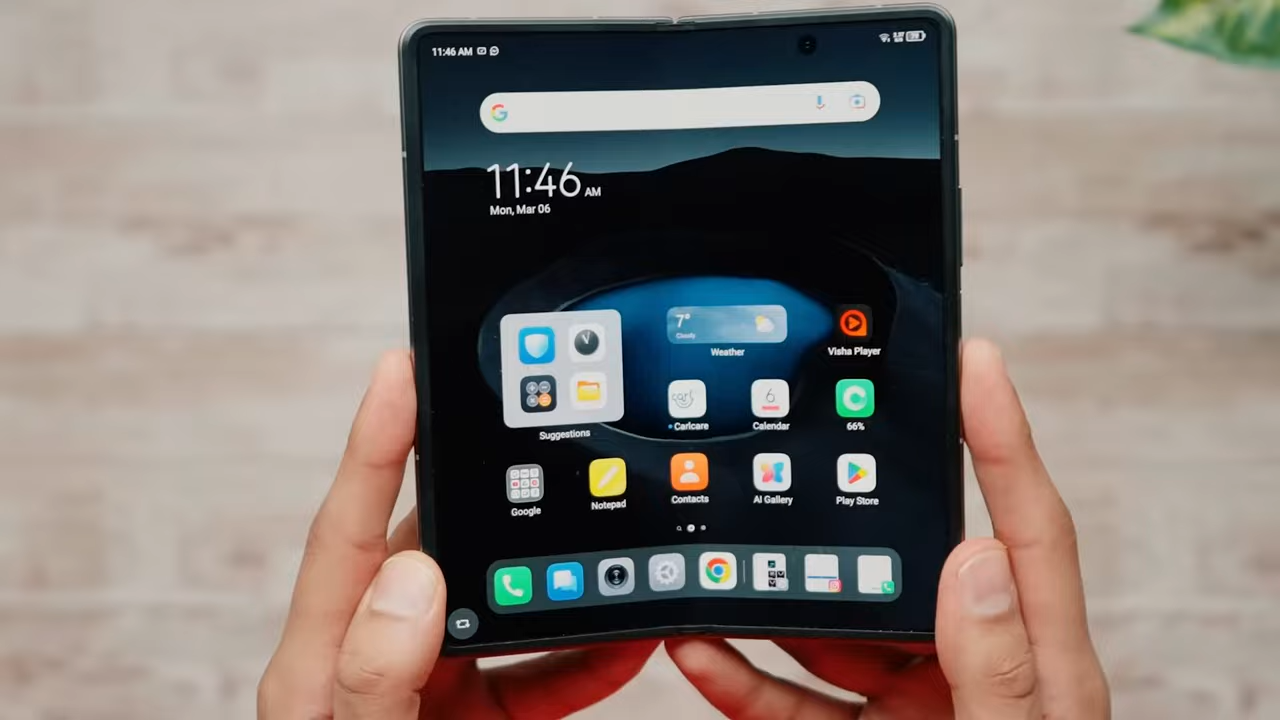 11:46 AM
11:46 AM
Mon, Mar 06
7°
Cloudy
Weather
Visha Player
Suggestions
Carlcare
6
Calendar
66%
Google
Notepad
Contacts
AI Gallery
Play Store